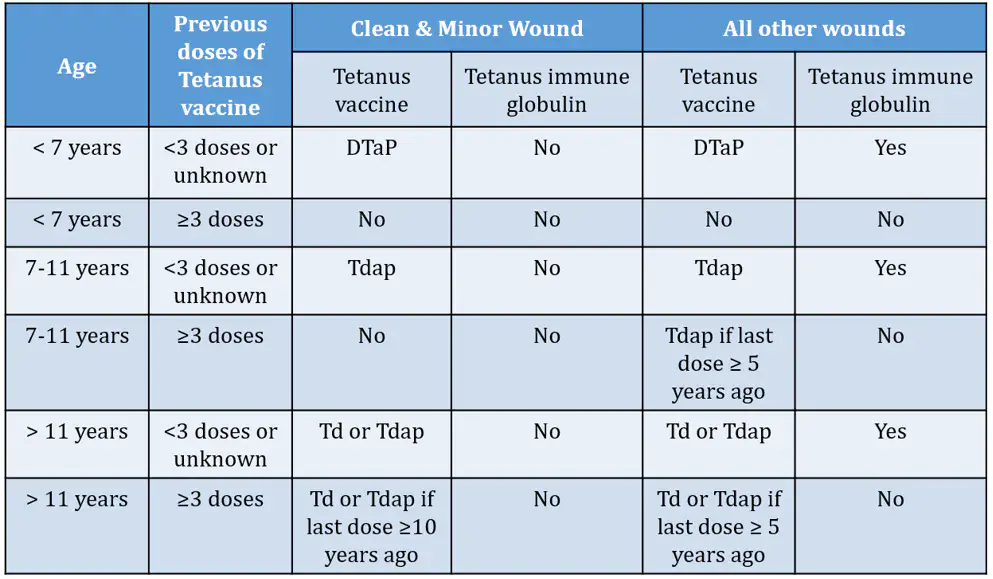 Age
Previous
doses of
Tetanus
vaccine
Clean & Minor Wound
All other wounds
Tetanus
vaccine
Tetanus immune
globulin
Tetanus
vaccine
Tetanus immune
globulin
< 7 years
<3 doses or
unknown
DTaP
No
DTaP
Yes
< 7 years
≥3 doses
No
No
No
No
7-11 years
<3 doses or
unknown
Tdap
No
Tdap
Yes
7-11 years
≥3 doses
No
No
Tdap if last
dose ≥ 5
years ago
No
> 11 years
<3 doses or
unknown
Td or Tdap
No
Td or Tdap
Yes
> 11 years
≥3 doses
Td or Tdap if
last dose ≥10
years ago
No
Td or Tdap if
last dose ≥ 5
years ago
No